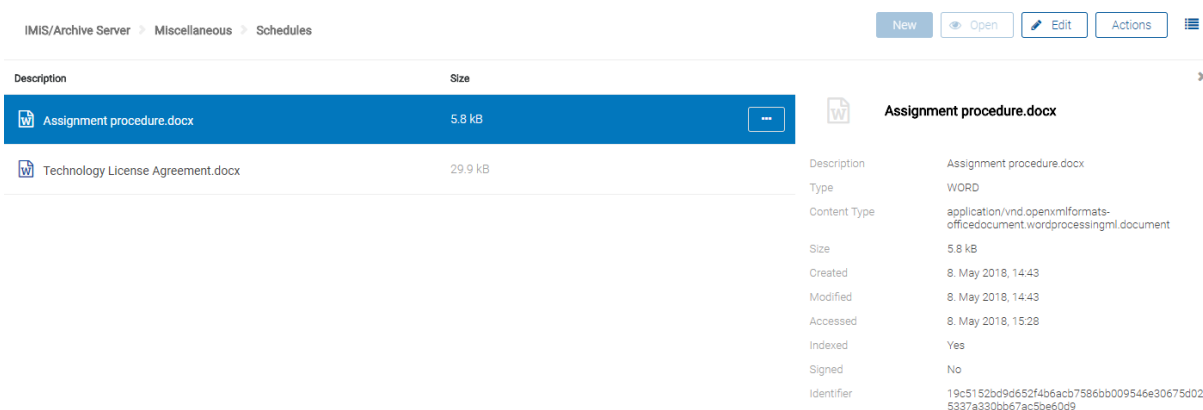 IMiS/Archive Server > Miscellaneous > Schedules
New Open Edit Actions
Description Size
Assignment procedure.docx 5.8 kB ...
Technology License Agreement.docx 29.9 kB
Assignment procedure.docx
Description Assignment procedure.docx
Type WORD
Content Type application/vnd.openxmlformats-
officedocument.wordprocessingml.document
Size 5.8 kB
Created 8. May 2018, 14:43
Modified 8. May 2018, 14:43
Accessed 8. May 2018, 15:28
Indexed Yes
Signed No
Identifier 19c5152bd9d652f4b6acb7586bb009546e30675d02
5337a330bb67ac5be60d9